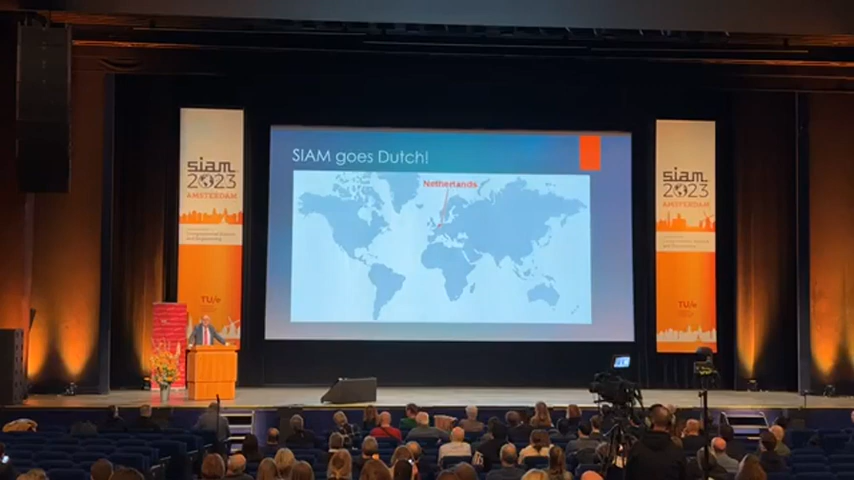 SIAM goes Dutch!
Netherlands
siam
2023
AMSTERDAM
TU/e
siam
2023
AMSTERDAM
TU/e